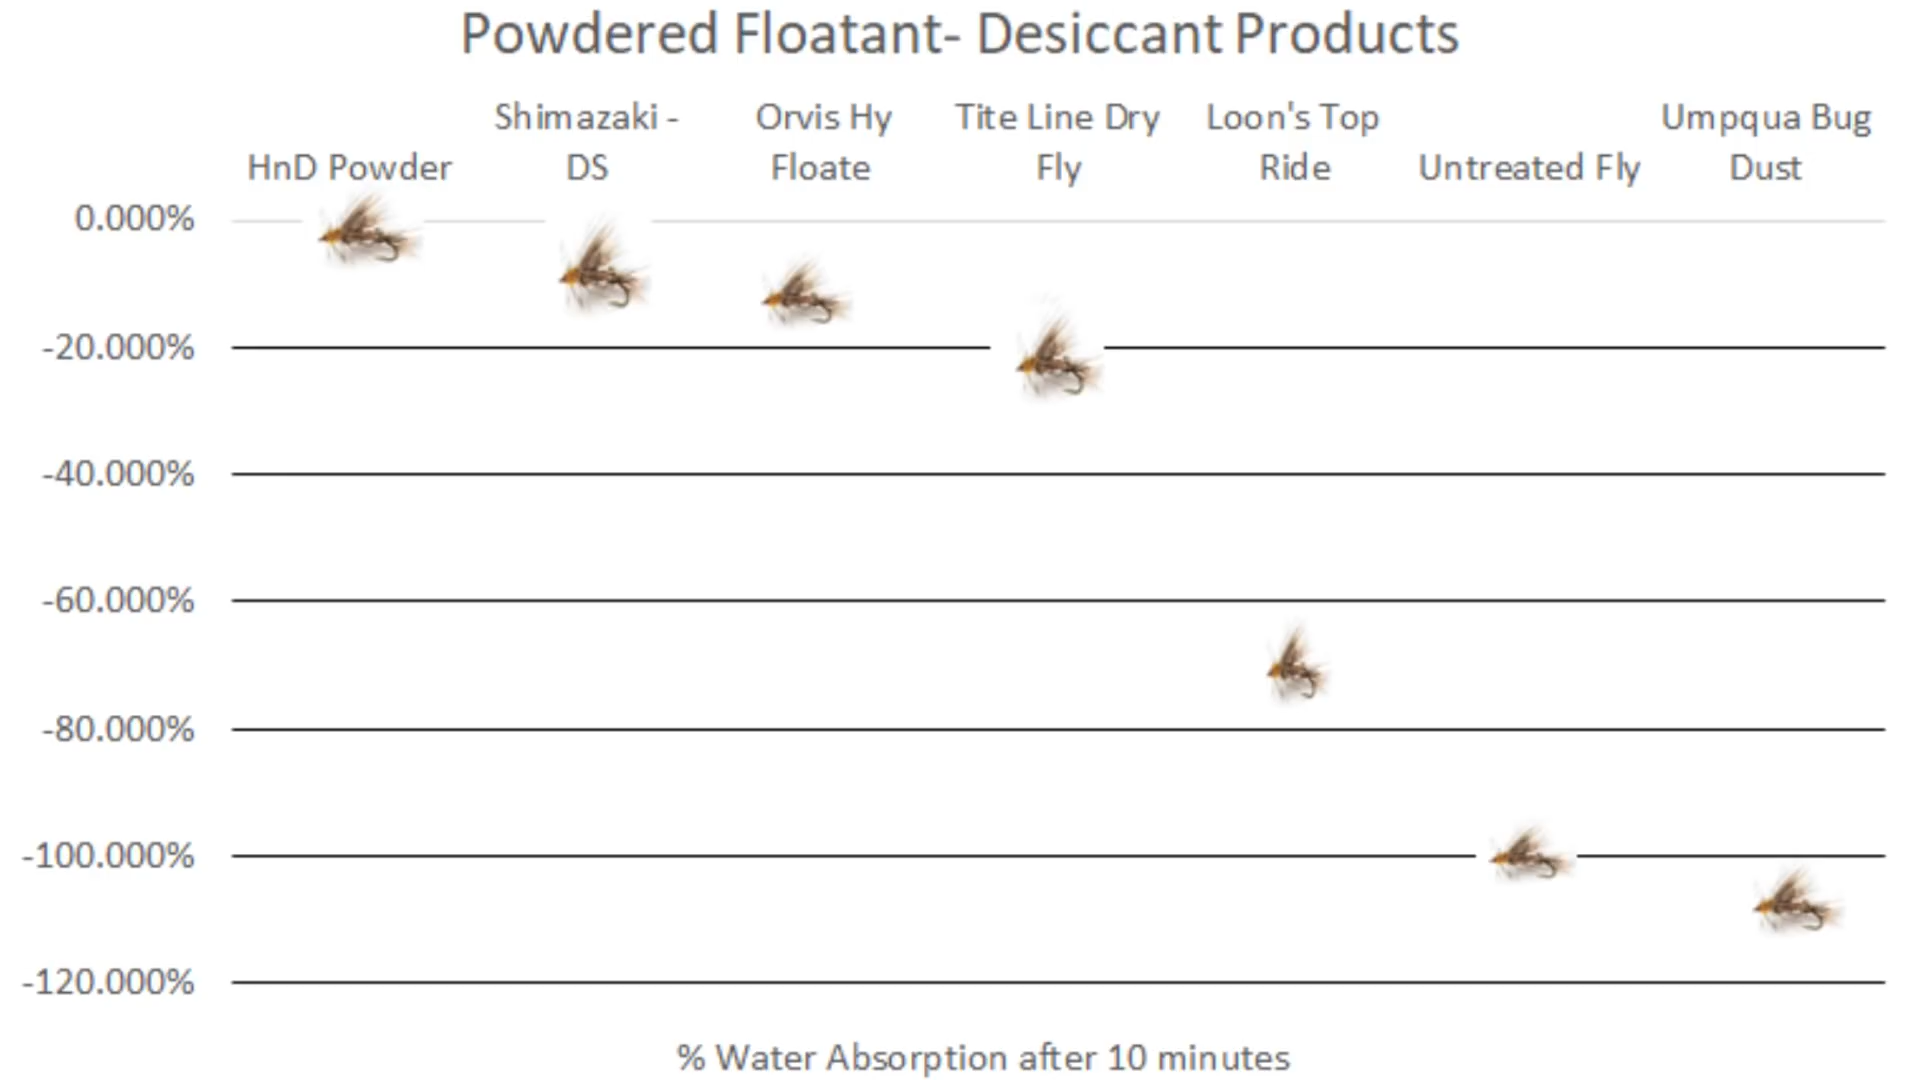 Powdered Floatant- Desiccant Products
HnD Powder
Shimazaki -
DS
Orvis Hy
Floate
Tite Line Dry
Fly
Loon's Top
Ride
Untreated Fly
Umpqua Bug
Dust
0.000%
-20.000%
-40.000%
-60.000%
-80.000%
-100.000%
-120.000%
% Water Absorption after 10 minutes